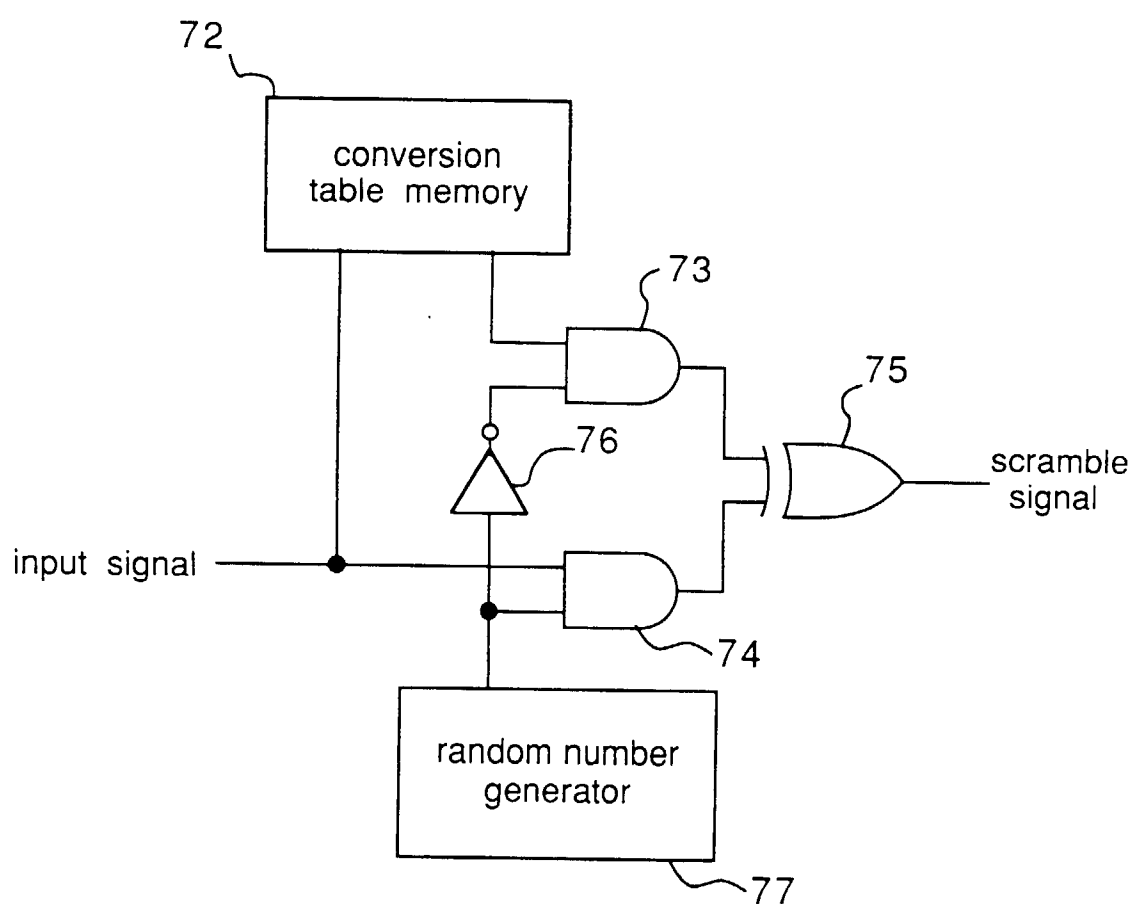 72
conversion
table memory
73
75
76
scramble
signal
input signal
74
random number
generator
77